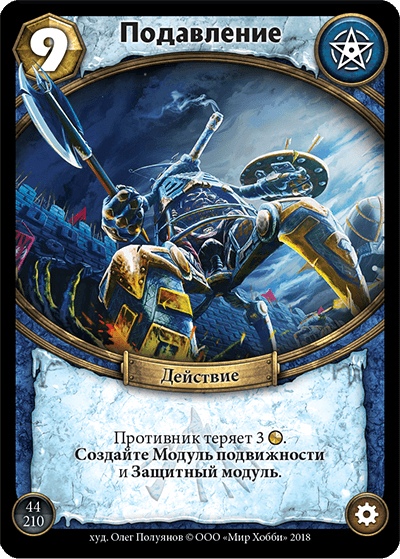 9
Подавление
Действие
Противник теряет 3 .
Создайте Модуль подвижности
и Защитный модуль.
44
210
худ. Олег Полуянов © ООО «Мир Хобби» 2018